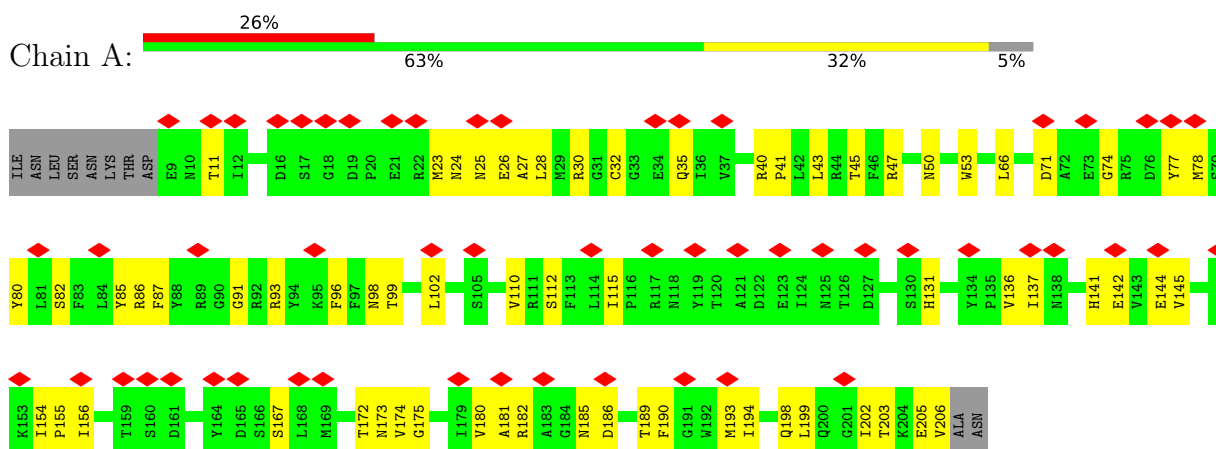 26%
Chain A:
63% 32% 5%
ILE ASN LEU SER ASN LYS THR ASP E9 N10 T11 I12 D16 S17 G18 D19 P20 E21 R22 M23 N24 N25 E26 A27 L28 M29 R30 G31 C32 G33 E34 Q35 I36 V37 R40 P41 L42 L43 R44 T45 F46 R47 N50 W53 L66 D71 A72 E73 G74 R75 D76 Y77 M78
Y80 L81 S82 F83 L84 Y85 R86 F87 Y88 R89 G90 G91 R92 R93 Y94 K95 F96 F97 N98 T99 L102 S105 V110 R111 S112 F113 L114 I115 P116 R117 N118 Y119 T120 A121 D122 E123 I124 N125 T126 D127 S130 H131 Y134 P135 V136 I137 N138 H141 E142 V143 E144 V145
K153 I154 P155 I156 T159 S160 D161 Y164 D165 S166 S167 L168 M169 T172 N173 V174 G175 I179 V180 A181 R182 A183 G184 N185 D186 T189 F190 G191 W192 M193 I194 Q198 L199 Q200 G201 I202 T203 K204 E205 V206 ALA ASN